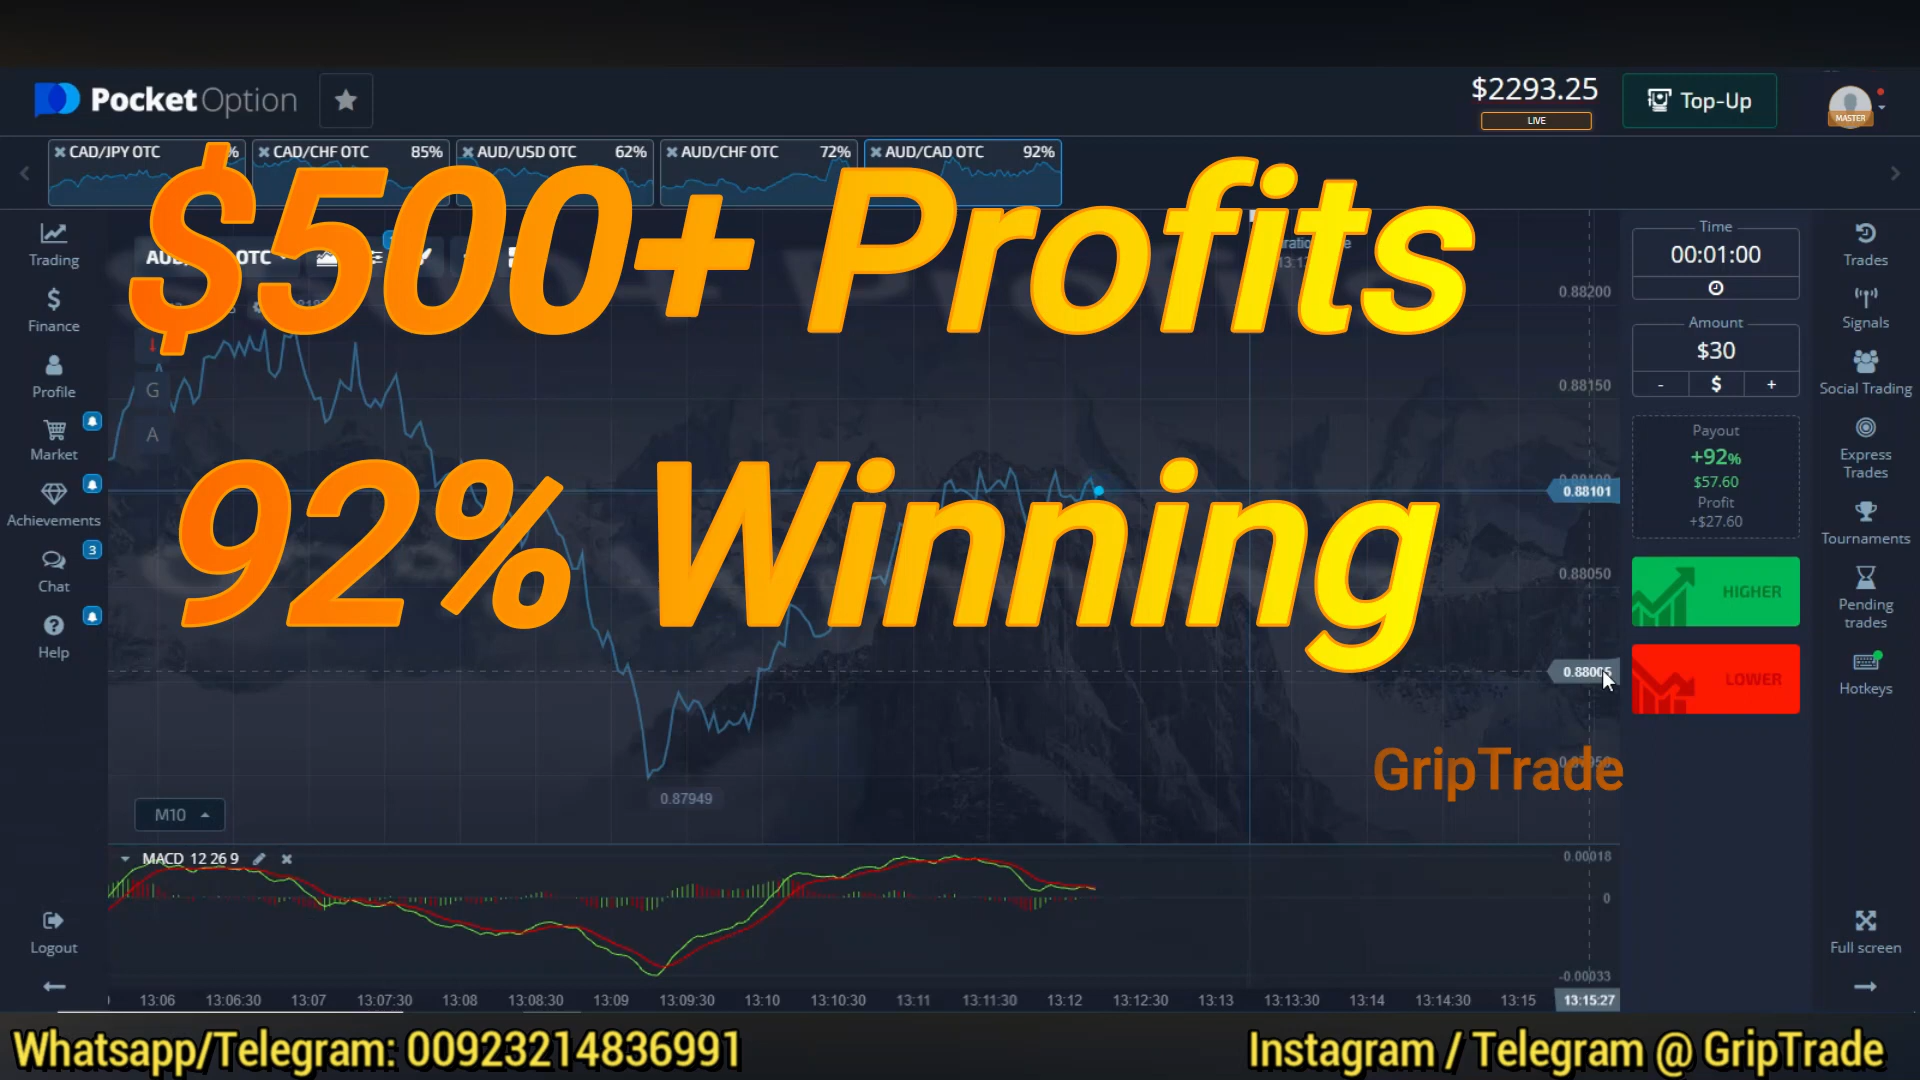 Pocket Option
$2293.25
LIVE
Top-Up
MASTER
CAD/JPY OTC %
CAD/CHF OTC 85%
AUD/USD OTC 62%
AUD/CHF OTC 72%
AUD/CAD OTC 92%
$500+ Profits
92% Winning
GripTrade
Trading
Finance
Profile
Market
Achievements
Chat
3
Help
Logout
OTC
G
A
0.88200
0.88150
0.88101
0.88050
0.87949
M10
MACD 12 26 9
0.00018
0
-0.00033
13:06 13:06:30 13:07 13:07:30 13:08 13:08:30 13:09 13:09:30 13:10 13:10:30 13:11 13:11:30 13:12 13:12:30 13:13 13:13:30 13:14 13:14:30 13:15 13:15:27
Time
00:01:00
Amount
$30
- $ +
Payout
+92%
$57.60
Profit
+$27.60
HIGHER
LOWER
Trades
Signals
Social Trading
Express
Trades
Tournaments
Pending
trades
Hotkeys
Full screen
Whatsapp/Telegram: 00923214836991
Instagram / Telegram @ GripTrade